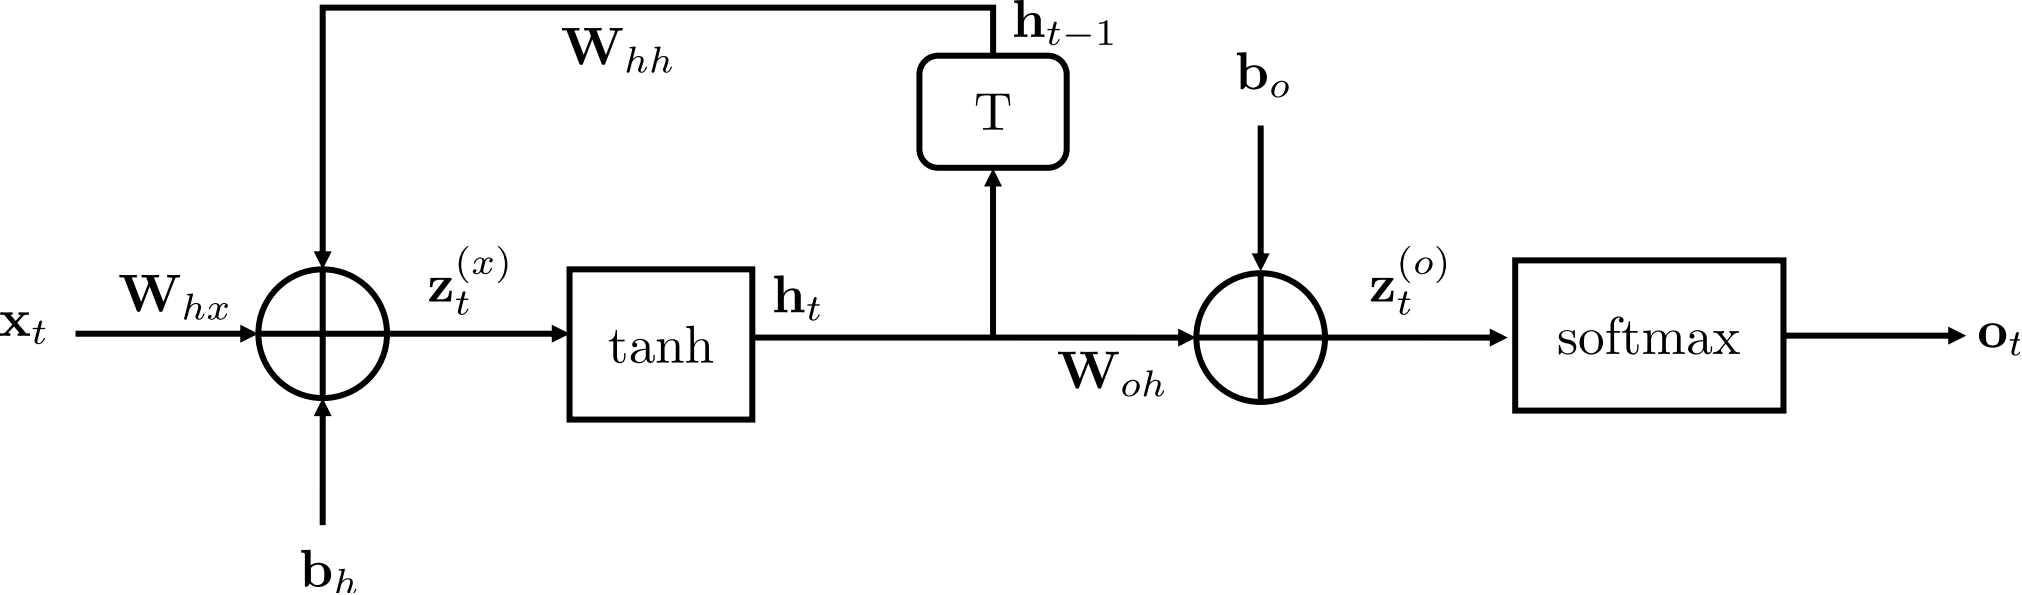 𝐡_{t−1}
𝐖_{hh}
𝐛_o
T
𝐳_t^{(x)}
𝐳_t^{(o)}
𝐖_{hx}
𝐡_t
𝐱_t
tanh
softmax
𝐨_t
𝐖_{oh}
𝐛_h